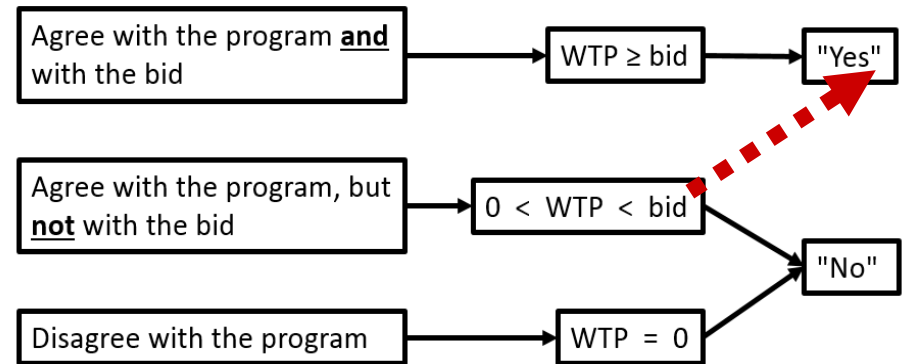 Agree with the program and
with the bid
WTP ≥ bid
"Yes"
Agree with the program, but
not with the bid
0 < WTP < bid
"No"
Disagree with the program
WTP = 0